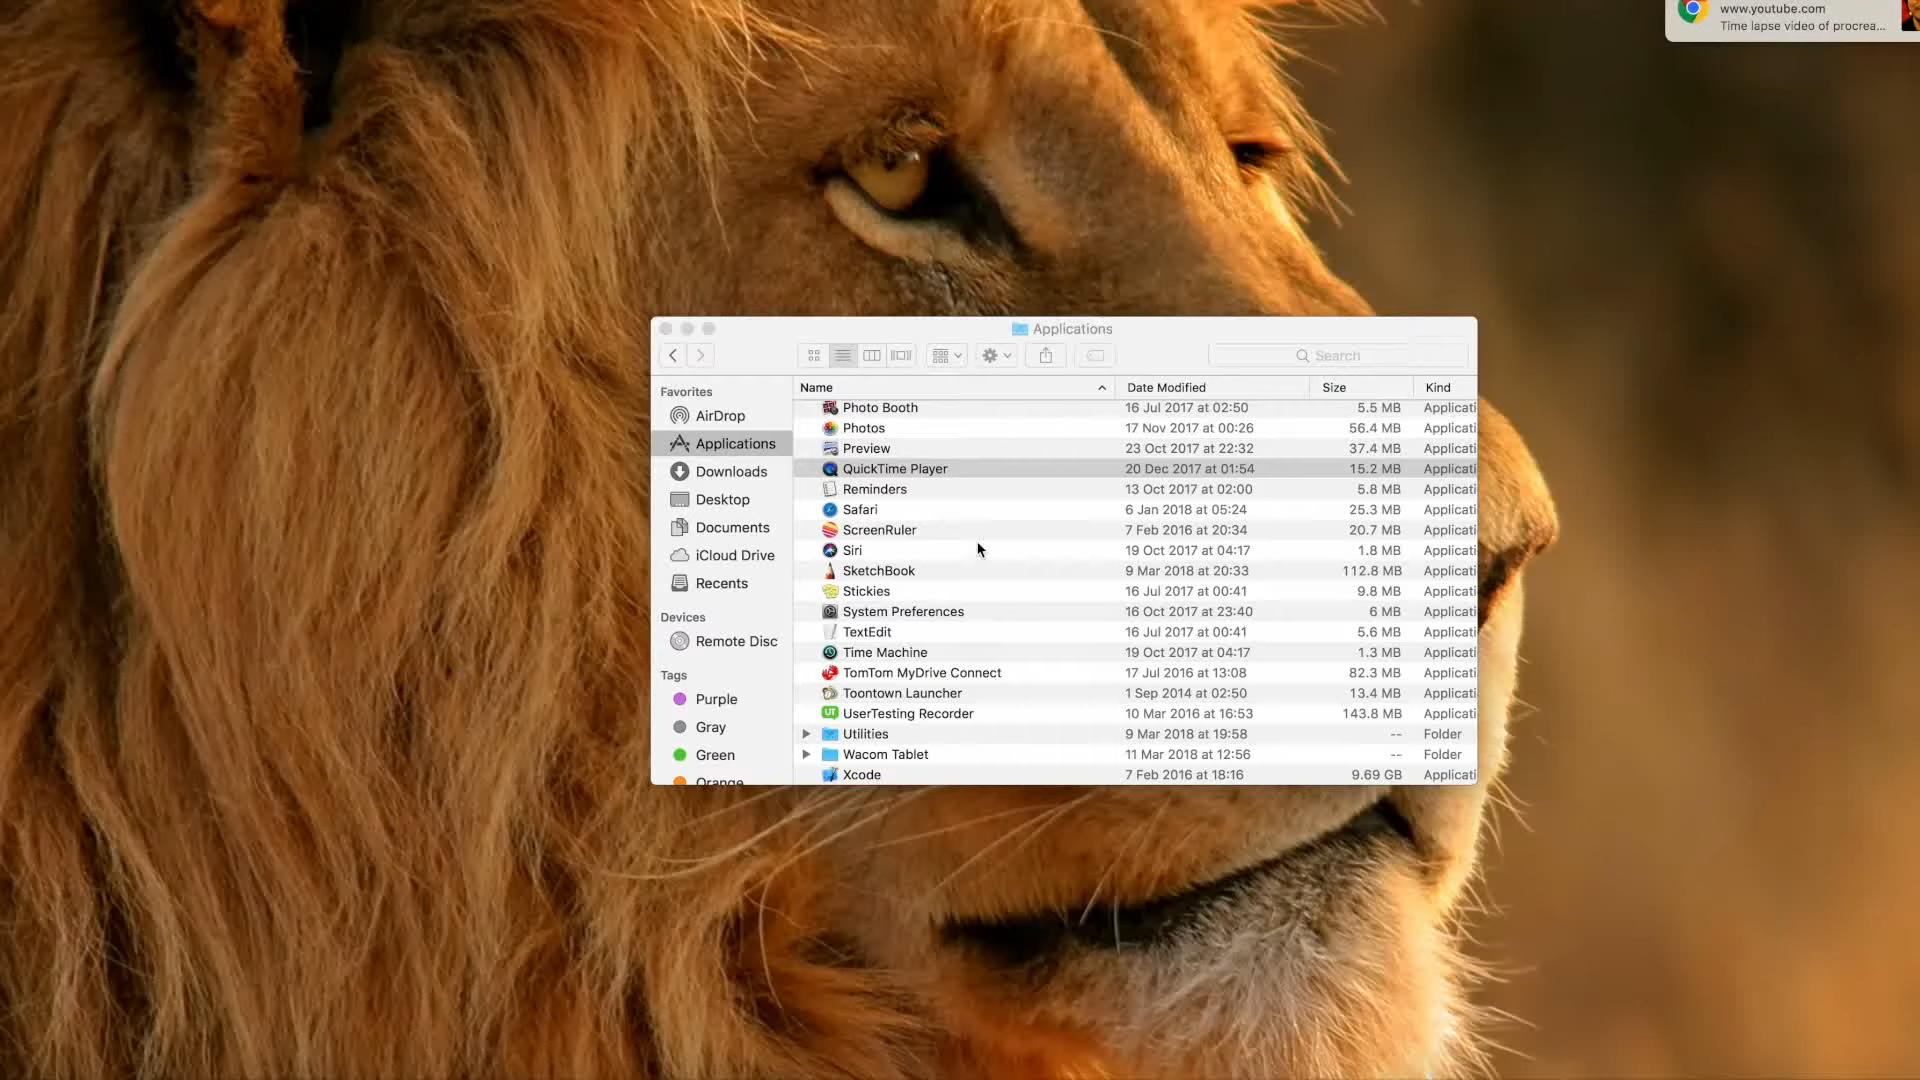 www.youtube.com
Time lapse video of procrea...
Applications
Search
Favorites
AirDrop
Applications
Downloads
Desktop
Documents
iCloud Drive
Recents
Devices
Remote Disc
Tags
Purple
Gray
Green
Orange
Name Date Modified Size Kind
Photo Booth 16 Jul 2017 at 02:50 5.5 MB Applicati
Photos 17 Nov 2017 at 00:26 56.4 MB Applicati
Preview 23 Oct 2017 at 22:32 37.4 MB Applicati
QuickTime Player 20 Dec 2017 at 01:54 15.2 MB Applicati
Reminders 13 Oct 2017 at 02:00 5.8 MB Applicati
Safari 6 Jan 2018 at 05:24 25.3 MB Applicati
ScreenRuler 7 Feb 2016 at 20:34 20.7 MB Applicati
Siri 19 Oct 2017 at 04:17 1.8 MB Applicati
SketchBook 9 Mar 2018 at 20:33 112.8 MB Applicati
Stickies 16 Jul 2017 at 00:41 9.8 MB Applicati
System Preferences 16 Oct 2017 at 23:40 6 MB Applicati
TextEdit 16 Jul 2017 at 00:41 5.6 MB Applicati
Time Machine 19 Oct 2017 at 04:17 1.3 MB Applicati
TomTom MyDrive Connect 17 Jul 2016 at 13:08 82.3 MB Applicati
Toontown Launcher 1 Sep 2014 at 02:50 13.4 MB Applicati
UT UserTesting Recorder 10 Mar 2016 at 16:53 143.8 MB Applicati
Utilities 9 Mar 2018 at 19:58 -- Folder
Wacom Tablet 11 Mar 2018 at 12:56 -- Folder
Xcode 7 Feb 2016 at 18:16 9.69 GB Applicati